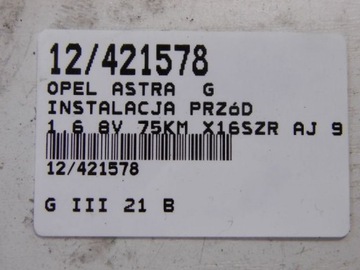 12/421578
OPEL ASTRA G
INSTALACJA PRZóD
1.6 8V 75KM X16SZR AJ 9
12/421578
G III 21 B